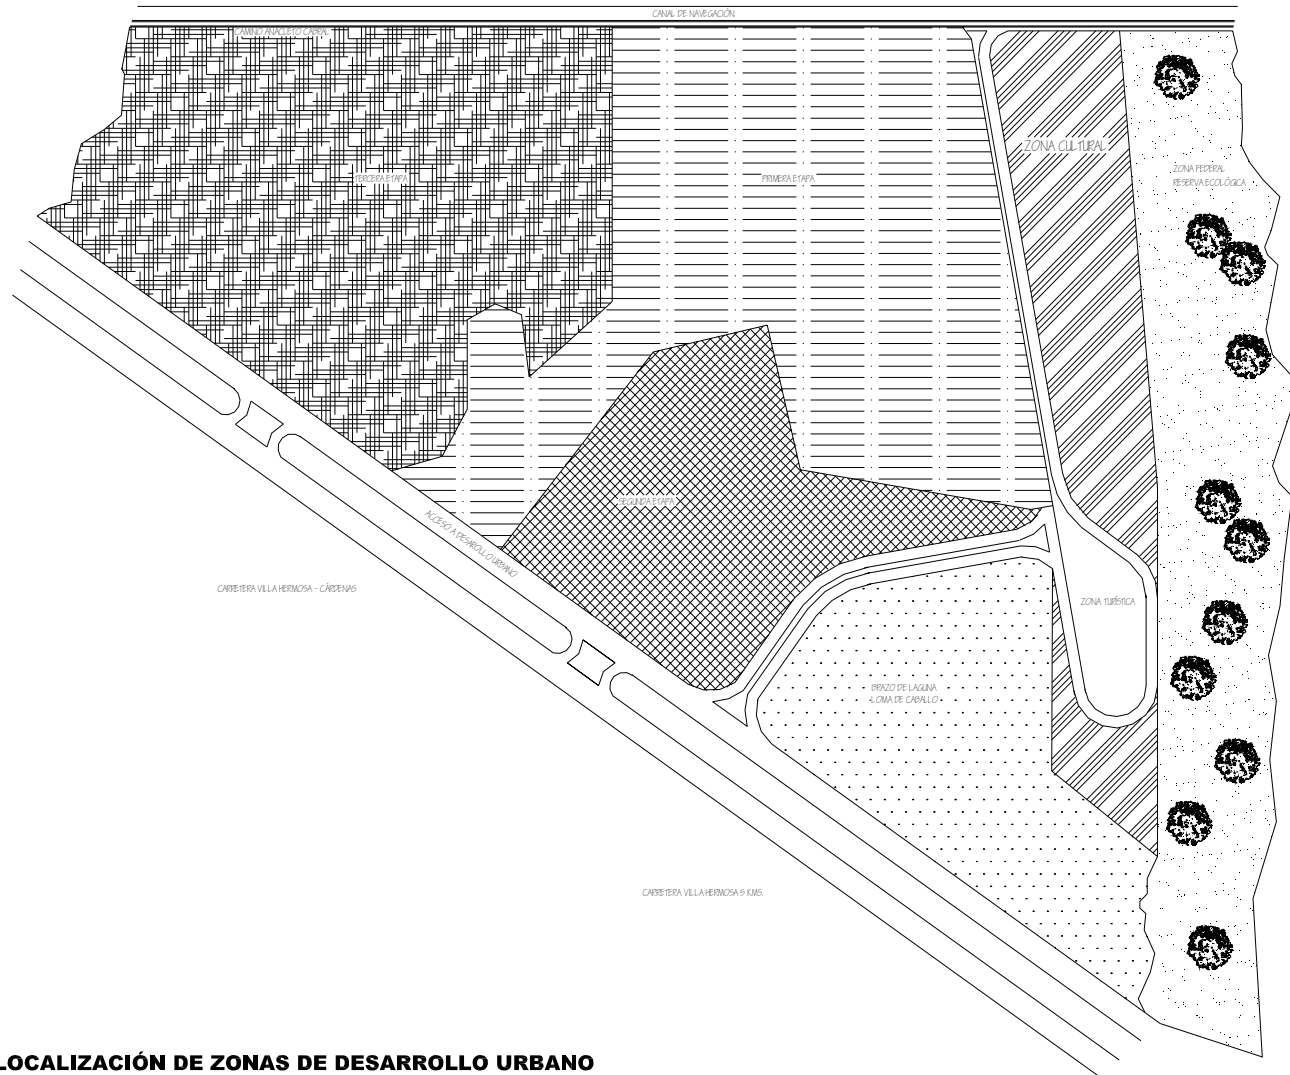 CANAL DE NAVEGACIÓN
CAMINO ANACLETO CABRAL
ZONA CULTURAL
ZONA FEDERAL
RESERVA ECOLÓGICA
TERCERA ETAPA
PRIMERA ETAPA
SEGUNDA ETAPA
ACCESO A DESAROLLO URBANO
CARRETERA VILLA HERMOSA - CÁRDENAS
ZONA TURÍSTICA
BRAZO DE LAGUNA
LOMA DE CABALLO
CARRETERA VILLA HERMOSA 5 KMS.
LOCALIZACIÓN DE ZONAS DE DESARROLLO URBANO